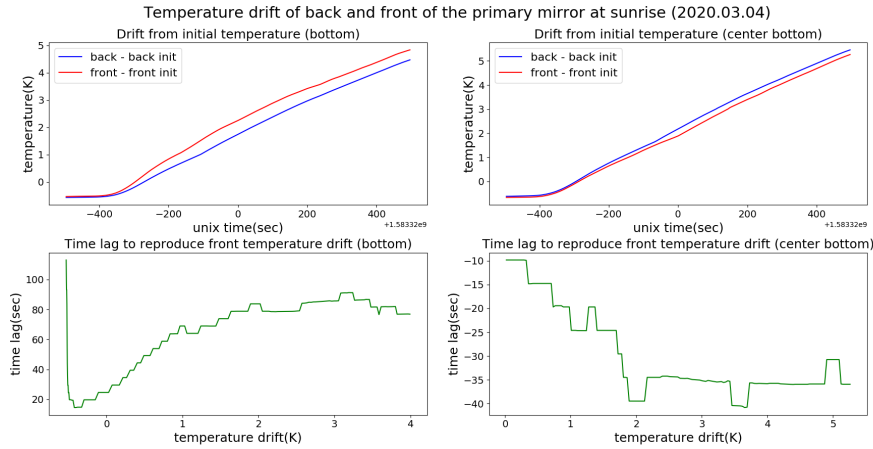 Temperature drift of back and front of the primary mirror at sunrise (2020.03.04)
Drift from initial temperature (bottom)
temperature(K)
5
4
3
2
1
0
back - back init
front - front init
−400
−200
0
200
400
unix time(sec)
+1.58332e9
Drift from initial temperature (center bottom)
temperature(K)
5
4
3
2
1
0
back - back init
front - front init
−400
−200
0
200
400
unix time(sec)
+1.58332e9
Time lag to reproduce front temperature drift (bottom)
time lag(sec)
100
80
60
40
20
0
1
2
3
4
temperature drift(K)
Time lag to reproduce front temperature drift (center bottom)
time lag(sec)
−10
−15
−20
−25
−30
−35
−40
0
1
2
3
4
5
temperature drift(K)